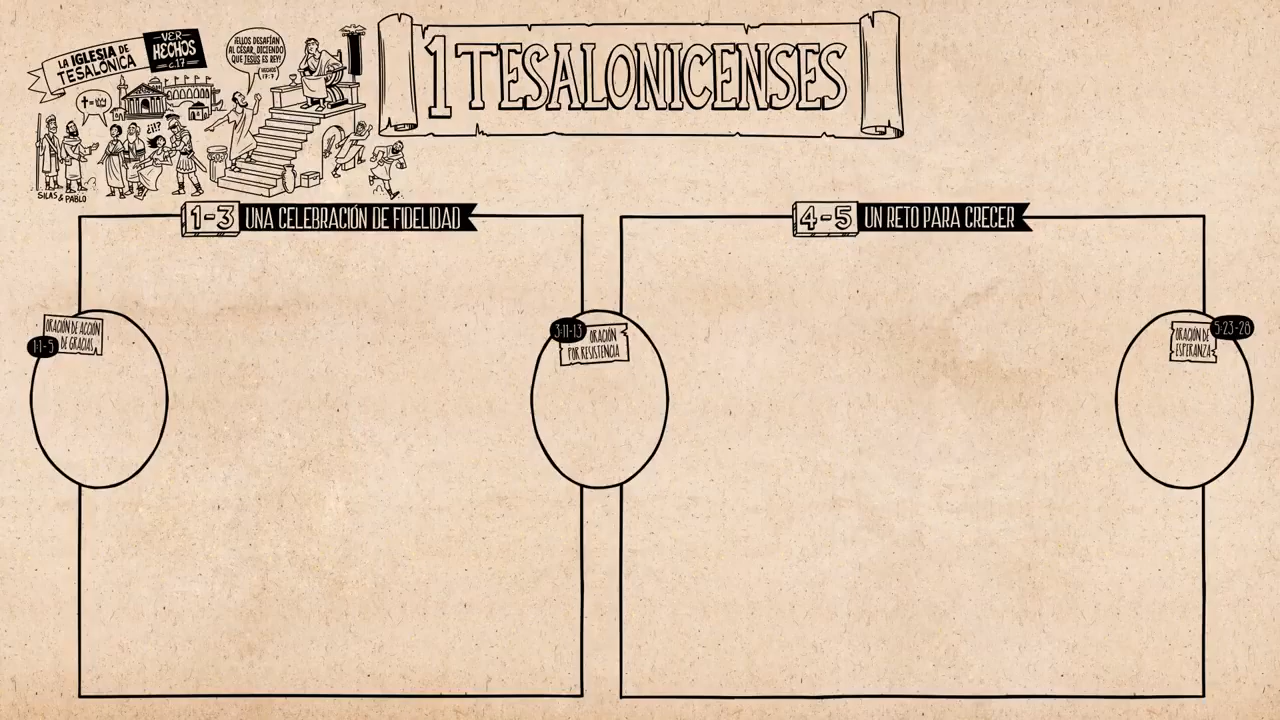 LA IGLESIA DE
TESALÓNICA
VER
HECHOS
c.17
¡ELLOS DESAFÍAN
AL CÉSAR, DICIENDO
QUE JESÚS ES REY!
HECHOS
17:7
¿¡!?
SILAS & PABLO
1 TESALONICENSES
1-3 UNA CELEBRACIÓN DE FIDELIDAD
4-5 UN RETO PARA CRECER
ORACIÓN DE ACCIÓN
DE GRACIAS
1:1-5
3:11-13
ORACIÓN
POR RESISTENCIA
ORACIÓN DE
ESPERANZA
5:23-28